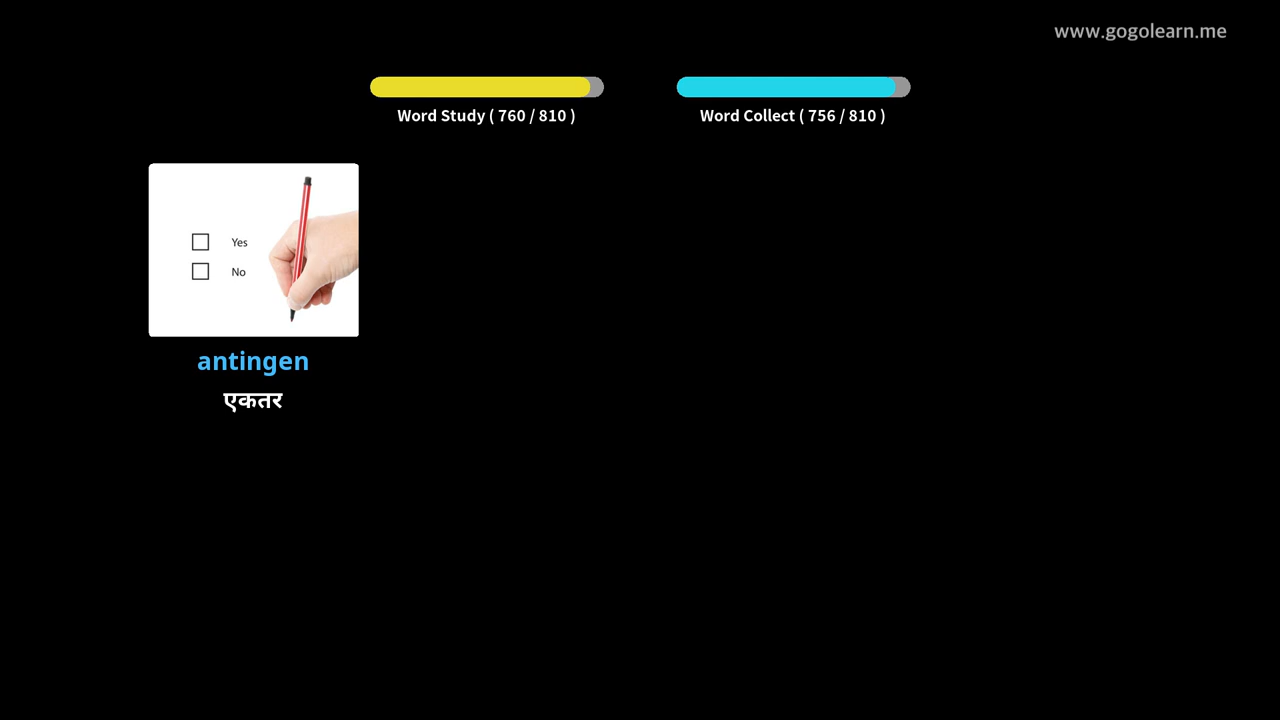 www.gogolearn.me
Word Study ( 760 / 810 )
Word Collect ( 756 / 810 )
Yes
No
antingen
एकतर